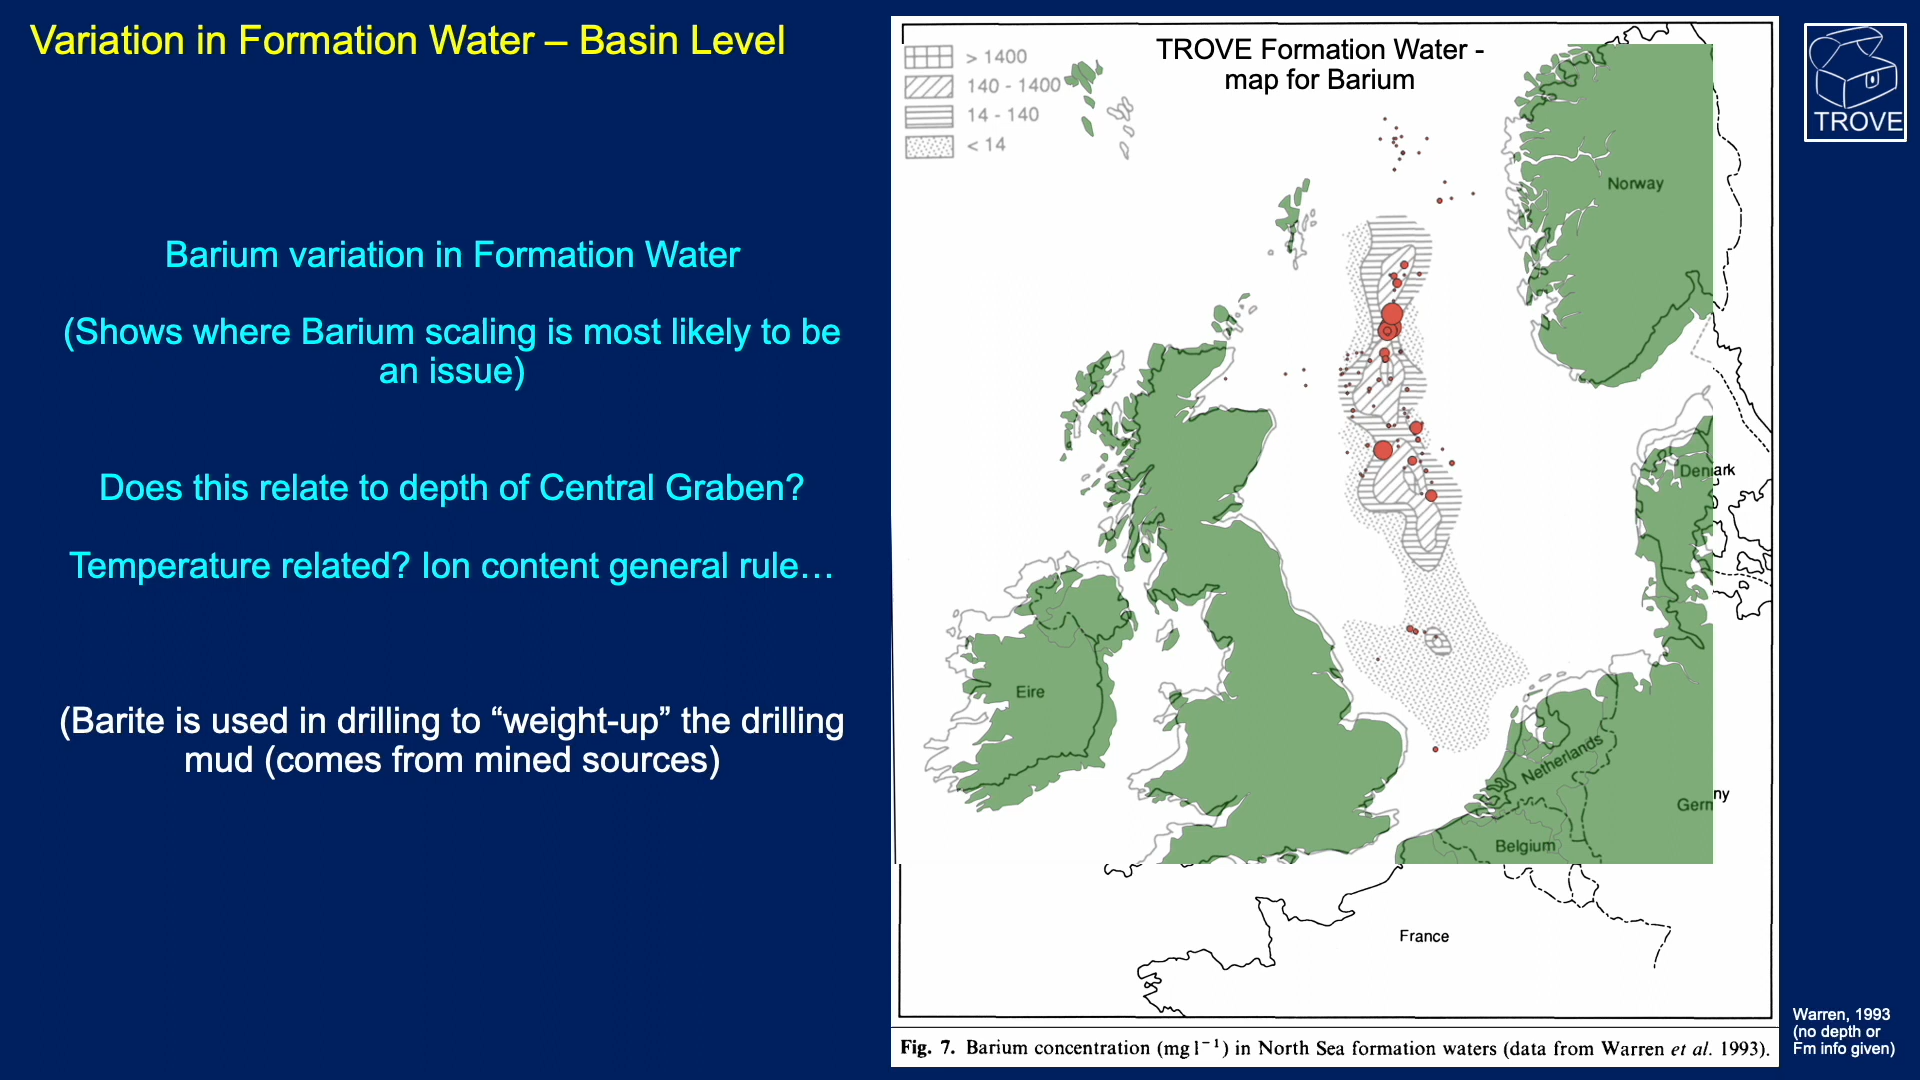 Variation in Formation Water – Basin Level
Barium variation in Formation Water
(Shows where Barium scaling is most likely to be
an issue)
Does this relate to depth of Central Graben?
Temperature related? Ion content general rule…
(Barite is used in drilling to “weight-up” the drilling
mud (comes from mined sources)
TROVE Formation Water -
map for Barium
> 1400
140 - 1400
14 - 140
< 14
Norway
Denmark
Eire
Netherlands
Germny
Belgium
France
Fig. 7. Barium concentration (mg l⁻¹) in North Sea formation waters (data from Warren et al. 1993).
TROVE
Warren, 1993
(no depth or
Fm info given)